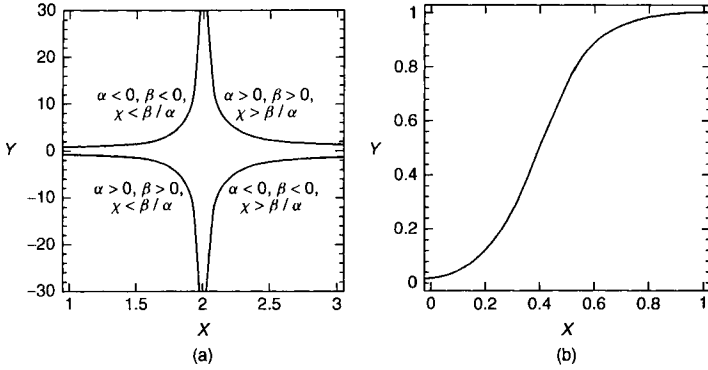 30
20
10
0
−10
−20
−30
Y
α < 0, β < 0,
χ < β / α
α > 0, β > 0,
χ > β / α
α > 0, β > 0,
χ < β / α
α < 0, β < 0,
χ > β / α
1
1.5
2
2.5
3
X
(a)
1
0.8
0.6
0.4
0.2
0
Y
0
0.2
0.4
0.6
0.8
1
X
(b)